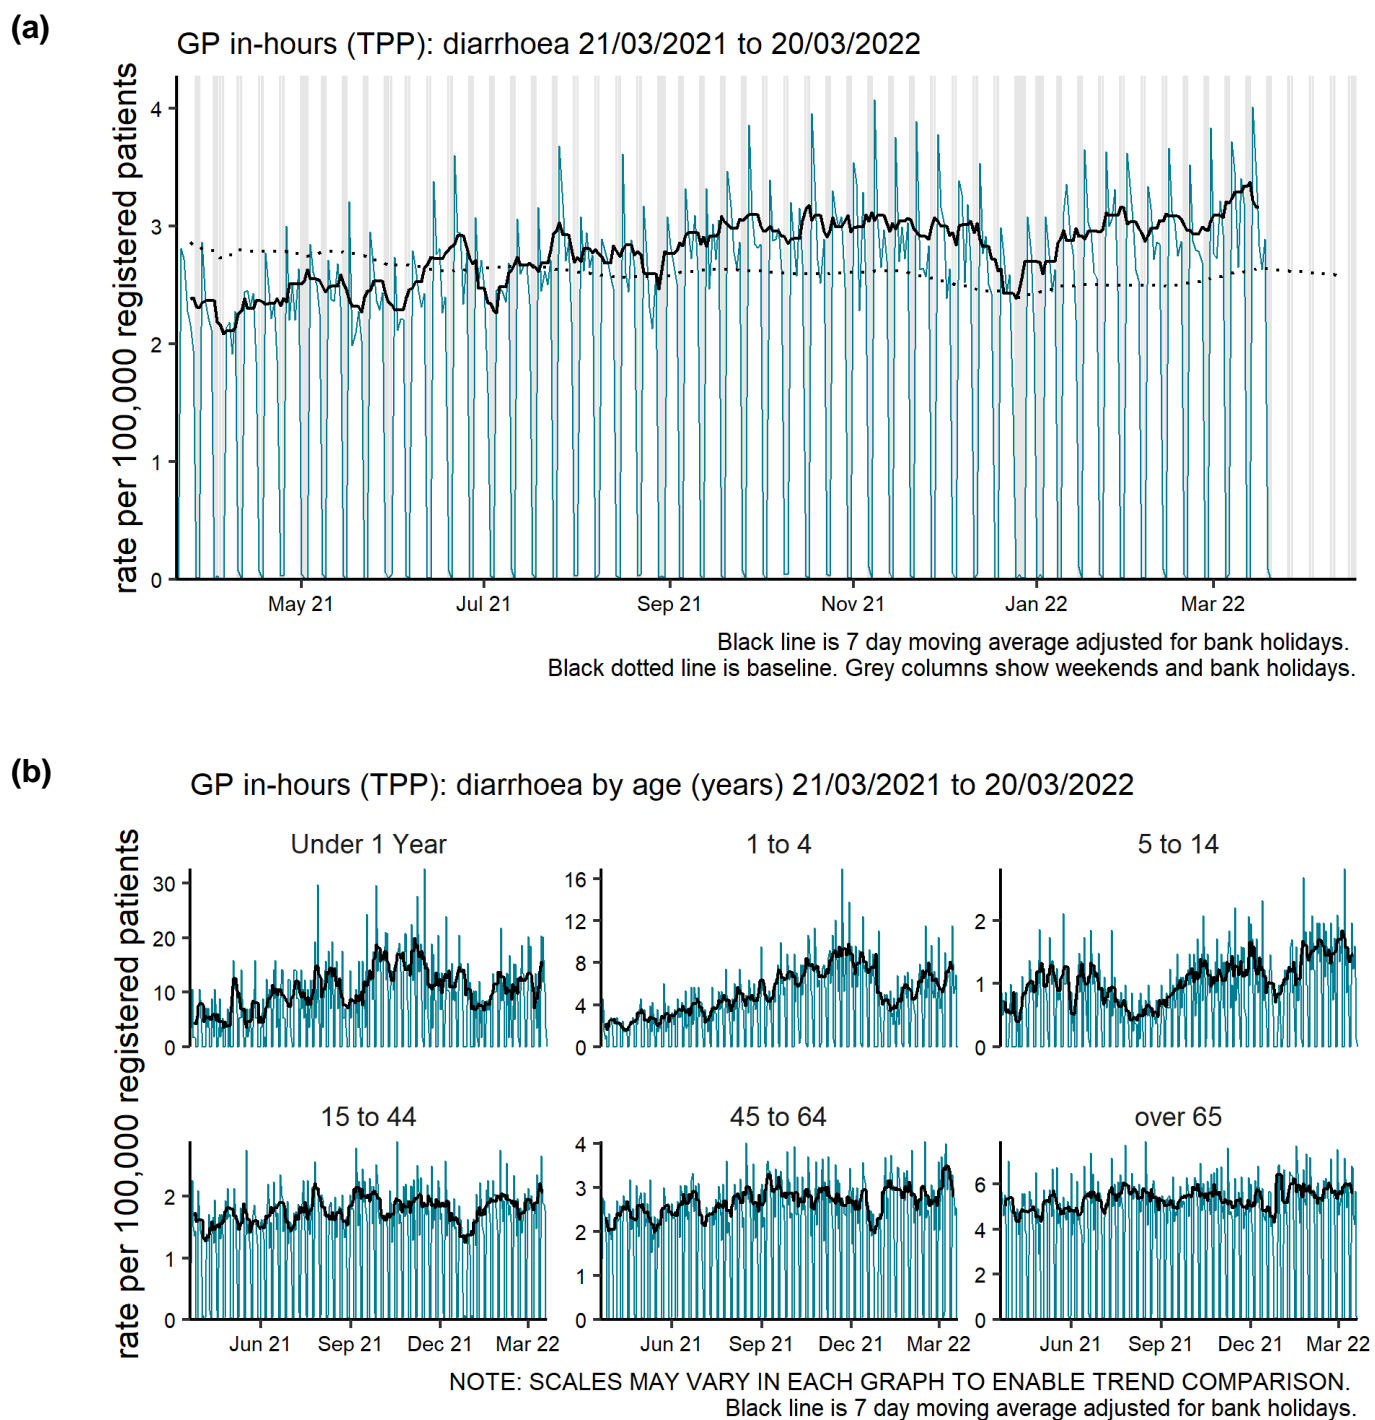 (a)
GP in-hours (TPP): diarrhoea 21/03/2021 to 20/03/2022
rate per 100,000 registered patients
4
3
2
1
0
May 21 Jul 21 Sep 21 Nov 21 Jan 22 Mar 22
Black line is 7 day moving average adjusted for bank holidays.
Black dotted line is baseline. Grey columns show weekends and bank holidays.
(b)
GP in-hours (TPP): diarrhoea by age (years) 21/03/2021 to 20/03/2022
rate per 100,000 registered patients
Under 1 Year
30
20
10
0
1 to 4
16
12
8
4
0
5 to 14
2
1
0
15 to 44
2
1
0
Jun 21 Sep 21 Dec 21 Mar 22
45 to 64
4
3
2
1
0
Jun 21 Sep 21 Dec 21 Mar 22
over 65
6
4
2
0
Jun 21 Sep 21 Dec 21 Mar 22
NOTE: SCALES MAY VARY IN EACH GRAPH TO ENABLE TREND COMPARISON.
Black line is 7 day moving average adjusted for bank holidays.